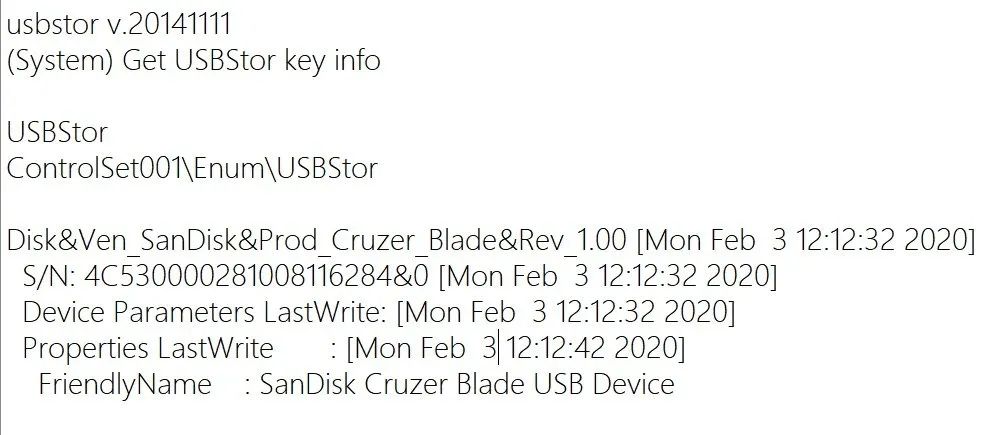 usbstor v.20141111
(System) Get USBStor key info
USBStor
ControlSet001\Enum\USBStor
Disk&Ven_SanDisk&Prod_Cruzer_Blade&Rev_1.00 [Mon Feb  3 12:12:32 2020]
S/N: 4C530000281008116284&0 [Mon Feb  3 12:12:32 2020]
Device Parameters LastWrite: [Mon Feb  3 12:12:32 2020]
Properties LastWrite       : [Mon Feb  3 12:12:42 2020]
FriendlyName    : SanDisk Cruzer Blade USB Device